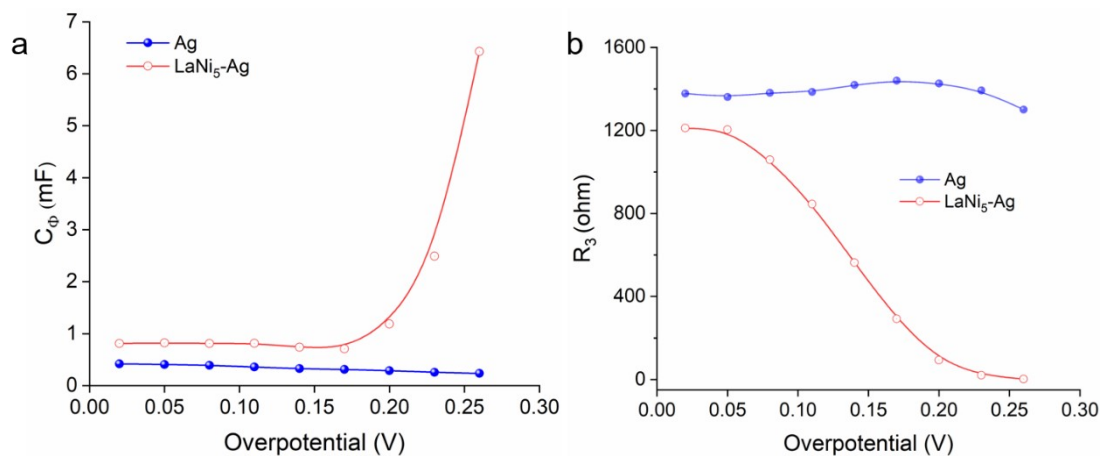 a
7
6
5
4
3
2
1
0
C_Φ (mF)
Ag
LaNi₅-Ag
0.00 0.05 0.10 0.15 0.20 0.25 0.30
Overpotential (V)
b
1600
1200
800
400
0
R₃ (ohm)
Ag
LaNi₅-Ag
0.00 0.05 0.10 0.15 0.20 0.25 0.30
Overpotential (V)